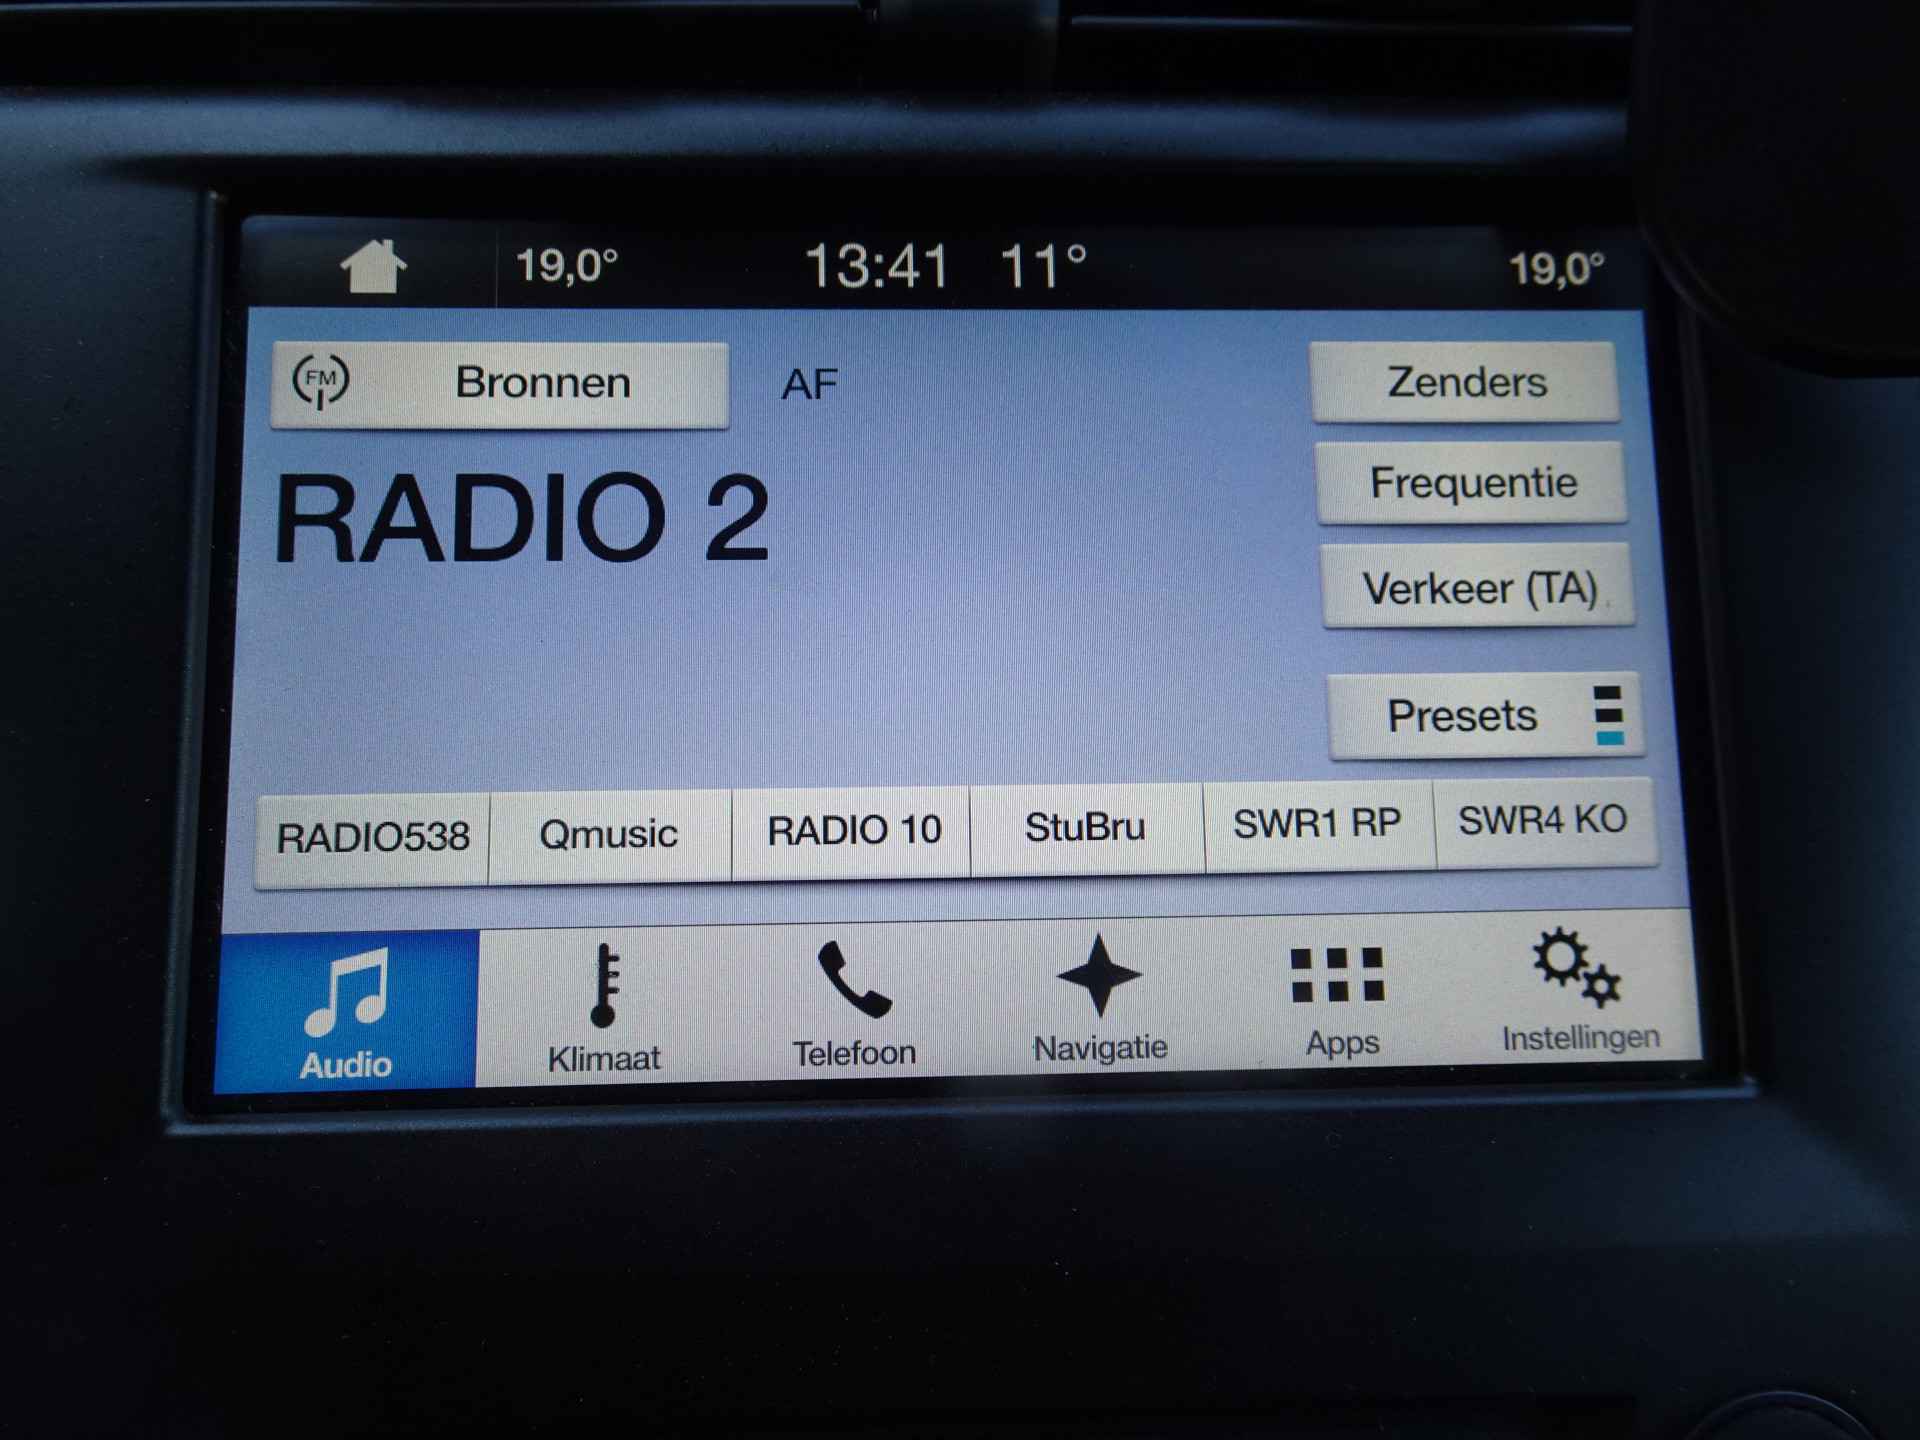 19,0° 13:41 11° 19,0°
FM Bronnen AF Zenders
RADIO 2
Frequentie
Verkeer (TA)
Presets
RADIO538 Qmusic RADIO 10 StuBru SWR1 RP SWR4 KO
Audio Klimaat Telefoon Navigatie Apps Instellingen